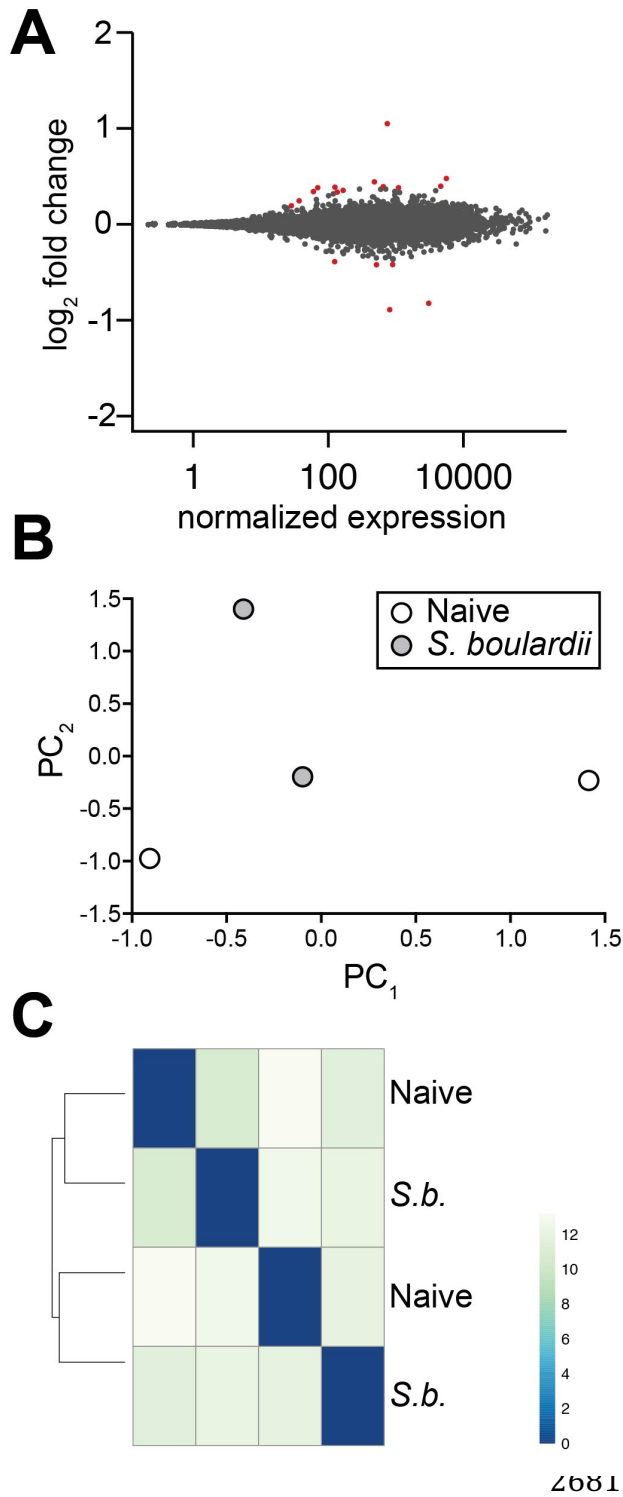 A
2
1
0
-1
-2
log2 fold change
1 100 10000
normalized expression
B
1.5
1.0
0.5
0.0
-0.5
-1.0
-1.5
PC2
Naive
S. boulardii
-1.0 -0.5 0.0 0.5 1.0 1.5
PC1
C
Naive
S.b.
Naive
S.b.
12
10
8
6
4
2
0
2681